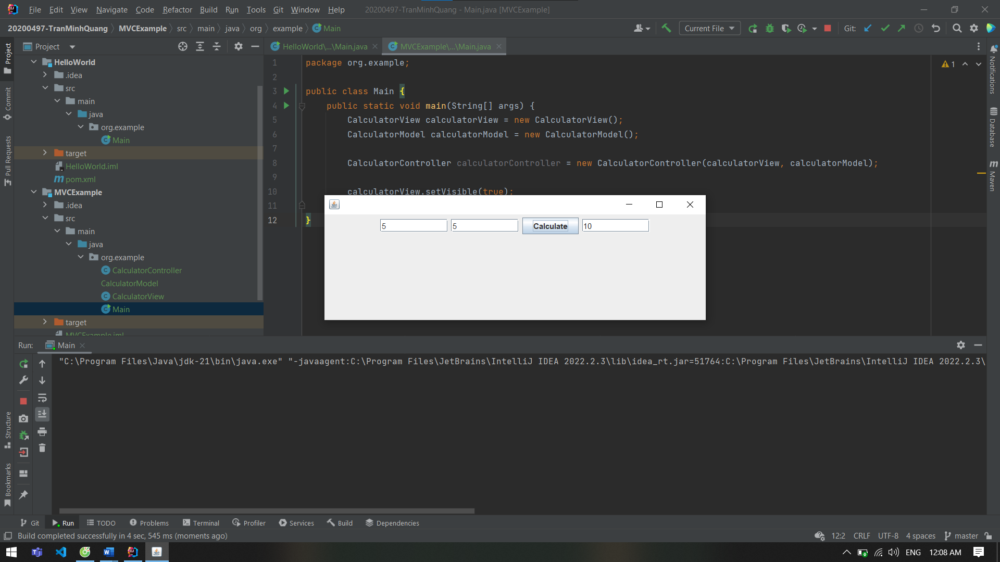 File Edit View Navigate Code Refactor Build Run Tools Git Window Help 20200497-TranMinhQuang - Main.java [MVCExample]
20200497-TranMinhQuang MVCExample src main java org example Main Current File Git:
Project HelloWorld\...\Main.java MVCExample\...\Main.java
Project
Commit
Pull Requests
Structure
Bookmarks
HelloWorld
.idea
src
main
java
org.example
Main
target
HelloWorld.iml
pom.xml
MVCExample
.idea
src
main
java
org.example
CalculatorController
CalculatorModel
CalculatorView
Main
target
MVCExample.iml
1 package org.example;
2
3 public class Main {
4 public static void main(String[] args) {
5 CalculatorView calculatorView = new CalculatorView();
6 CalculatorModel calculatorModel = new CalculatorModel();
7
8 CalculatorController calculatorController = new CalculatorController(calculatorView, calculatorModel);
9
10 calculatorView.setVisible(true);
11
12 }
1
5 5 Calculate 10
Notifications
Database
m Maven
Run: Main
"C:\Program Files\Java\jdk-21\bin\java.exe" "-javaagent:C:\Program Files\JetBrains\IntelliJ IDEA 2022.2.3\lib\idea_rt.jar=51764:C:\Program Files\JetBrains\IntelliJ IDEA 2022.2.3\
Git Run TODO Problems Terminal Profiler Services Build Dependencies
Build completed successfully in 4 sec, 545 ms (moments ago) 12:2 CRLF UTF-8 4 spaces master
ENG 12:08 AM